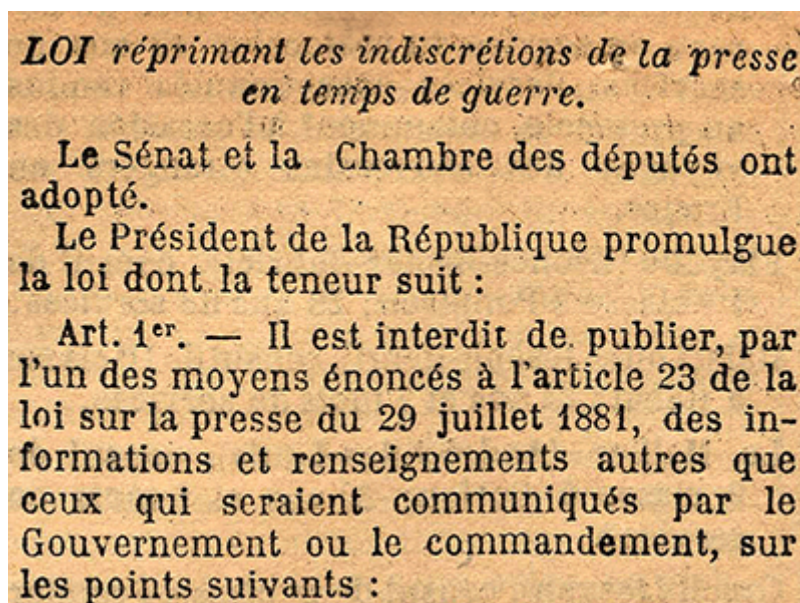 LOI réprimant les indiscrétions de la presse
en temps de guerre.
Le Sénat et la Chambre des députés ont
adopté.
Le Président de la République promulgue
la loi dont la teneur suit :
Art. 1er. — Il est interdit de publier, par
l'un des moyens énoncés à l'article 23 de la
loi sur la presse du 29 juillet 1881, des in-
formations et renseignements autres que
ceux qui seraient communiqués par le
Gouvernement ou le commandement, sur
les points suivants :